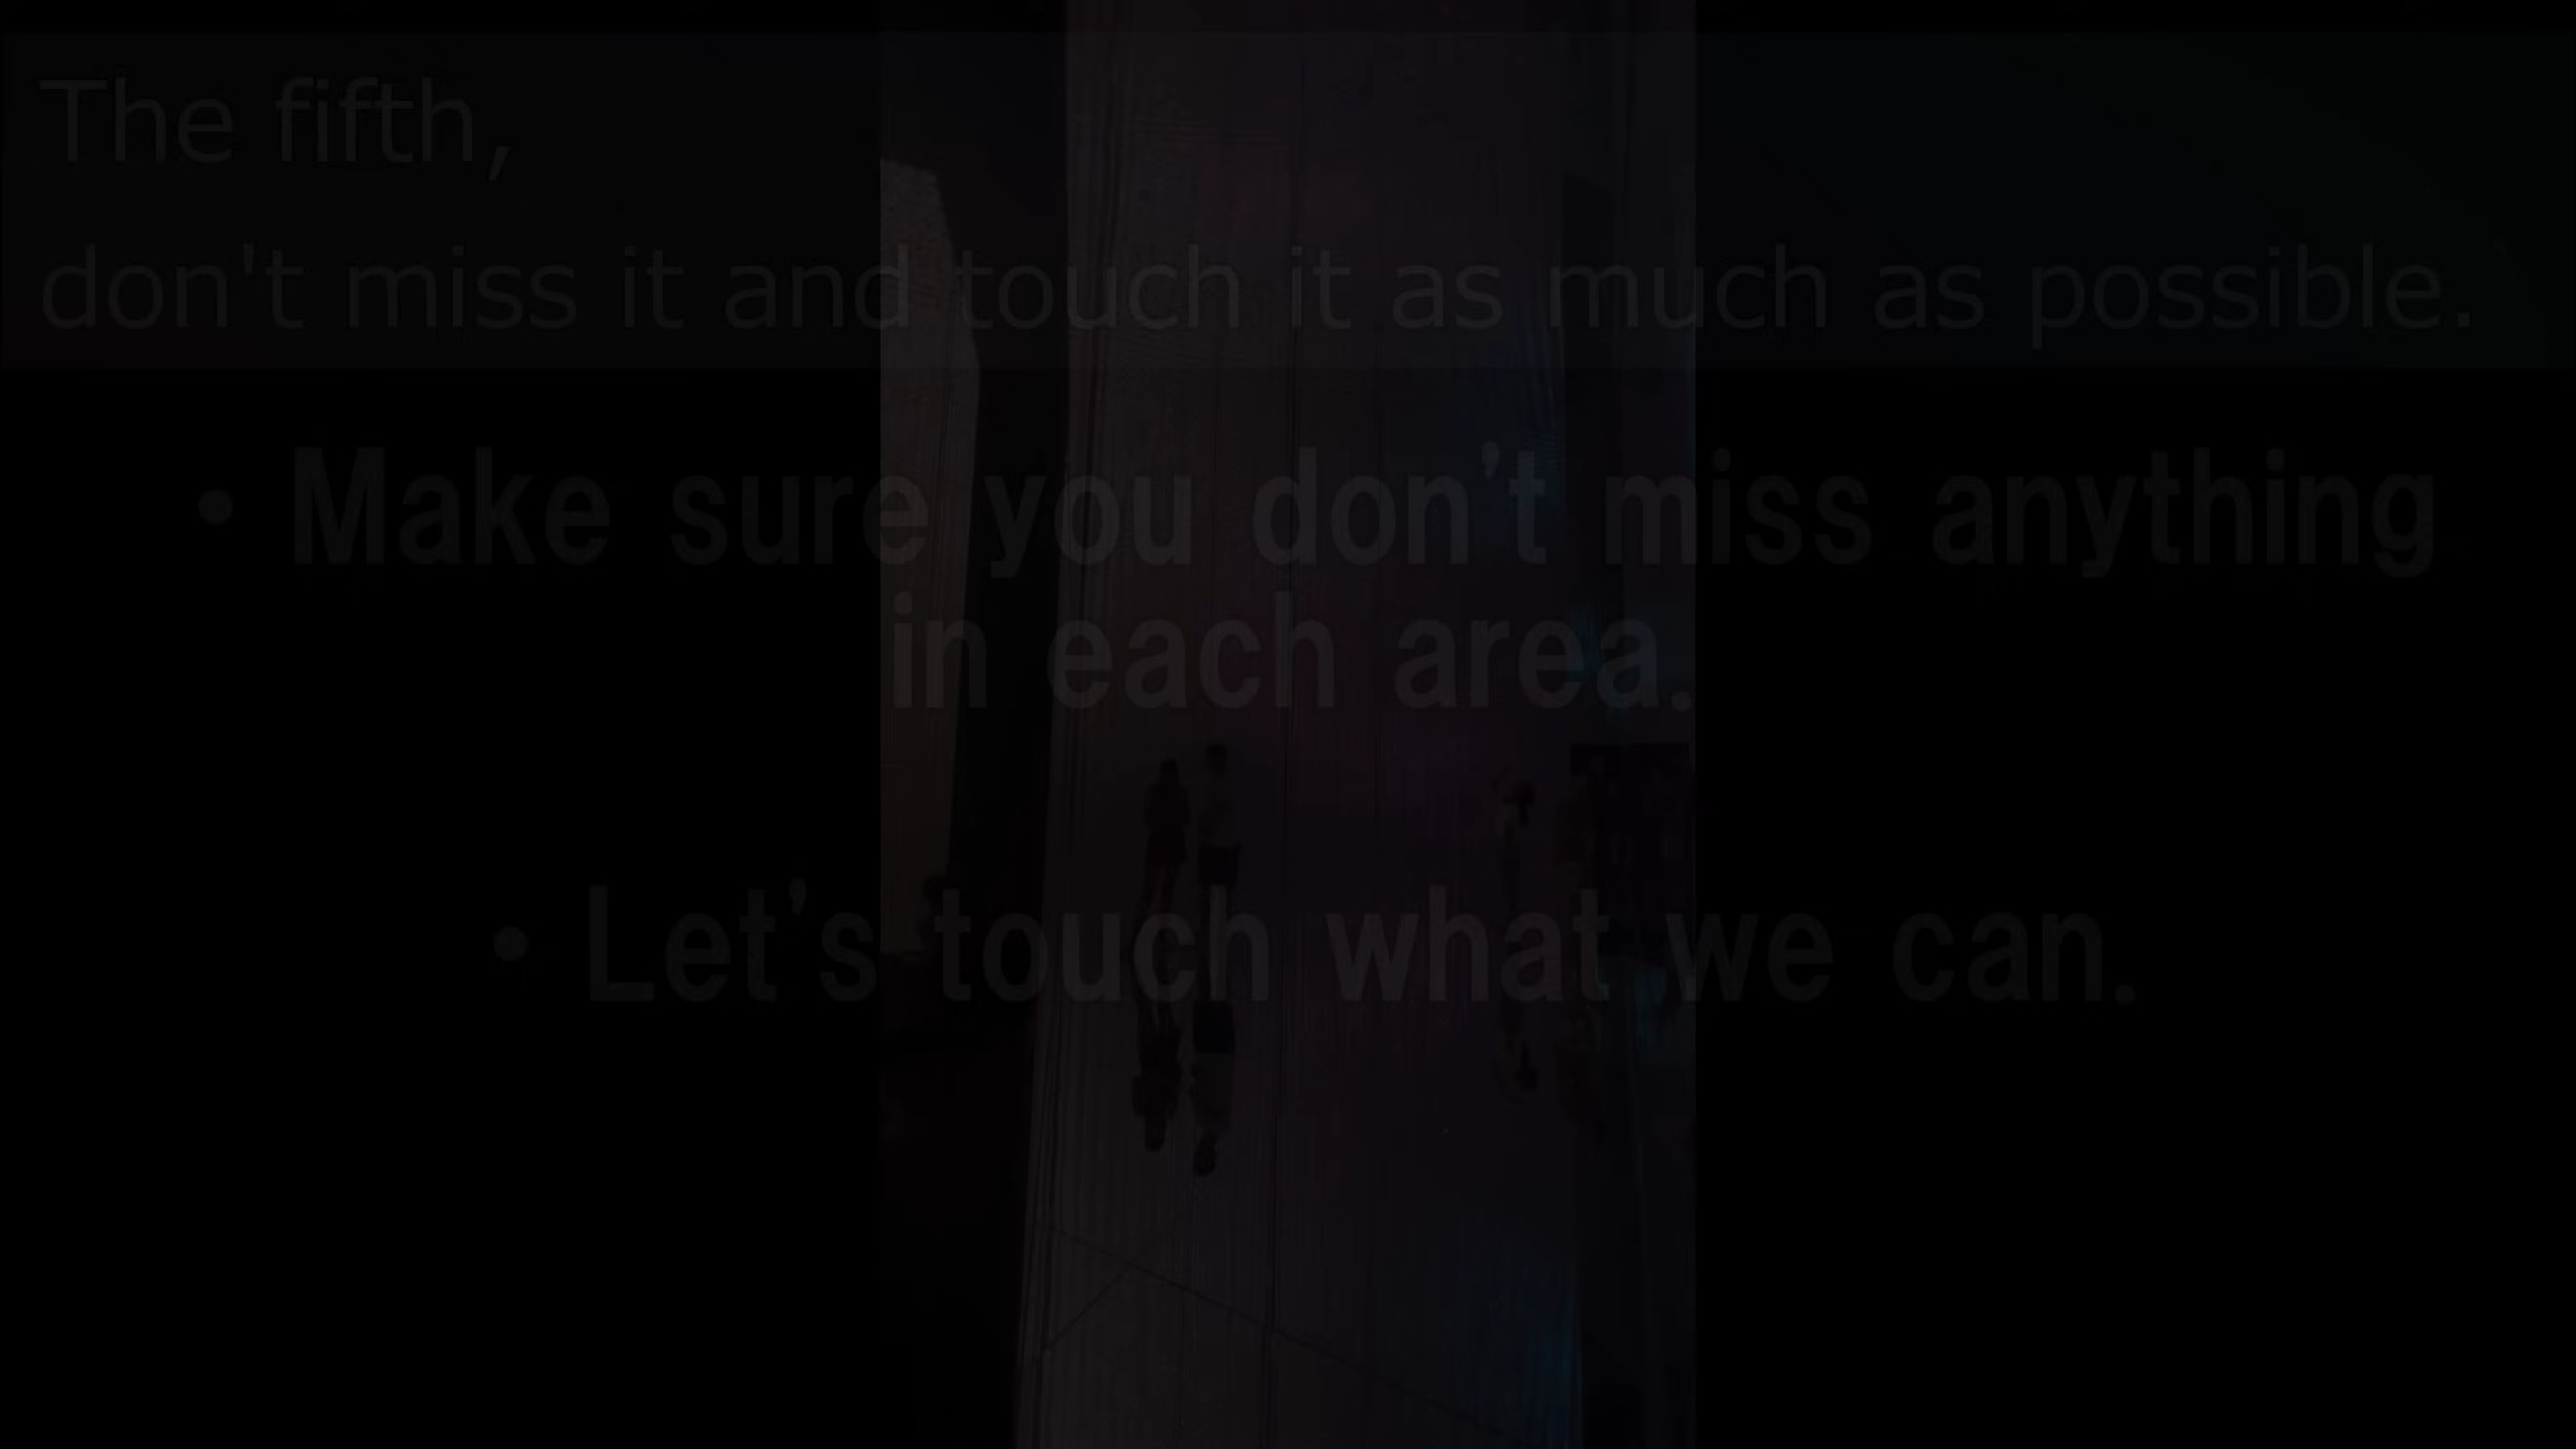 The fifth,
don't miss it and touch it as much as possible.
• Make sure you don't miss anything
in each area.
• Let's touch what we can.